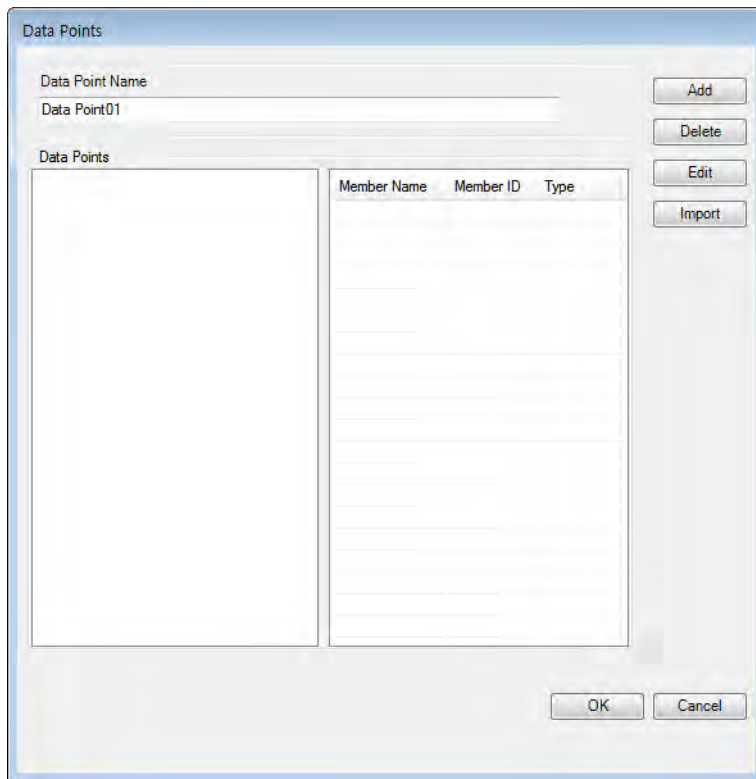 Data Points
Data Point Name
Data Point01
Data Points
Member Name Member ID Type
Add
Delete
Edit
Import
OK Cancel